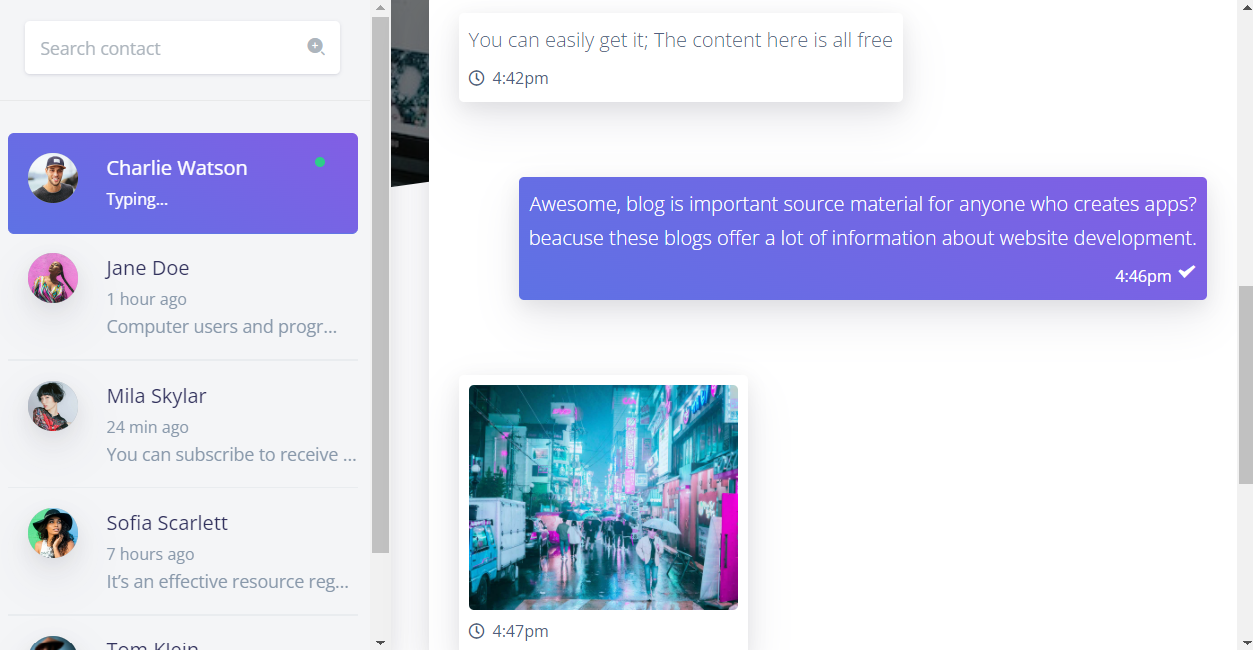 Search contact
Charlie Watson
Typing...
Jane Doe
1 hour ago
Computer users and progr...
Mila Skylar
24 min ago
You can subscribe to receive ...
Sofia Scarlett
7 hours ago
It’s an effective resource reg...
Tom Klein
You can easily get it; The content here is all free
4:42pm
Awesome, blog is important source material for anyone who creates apps?
beacuse these blogs offer a lot of information about website development.
4:46pm
4:47pm